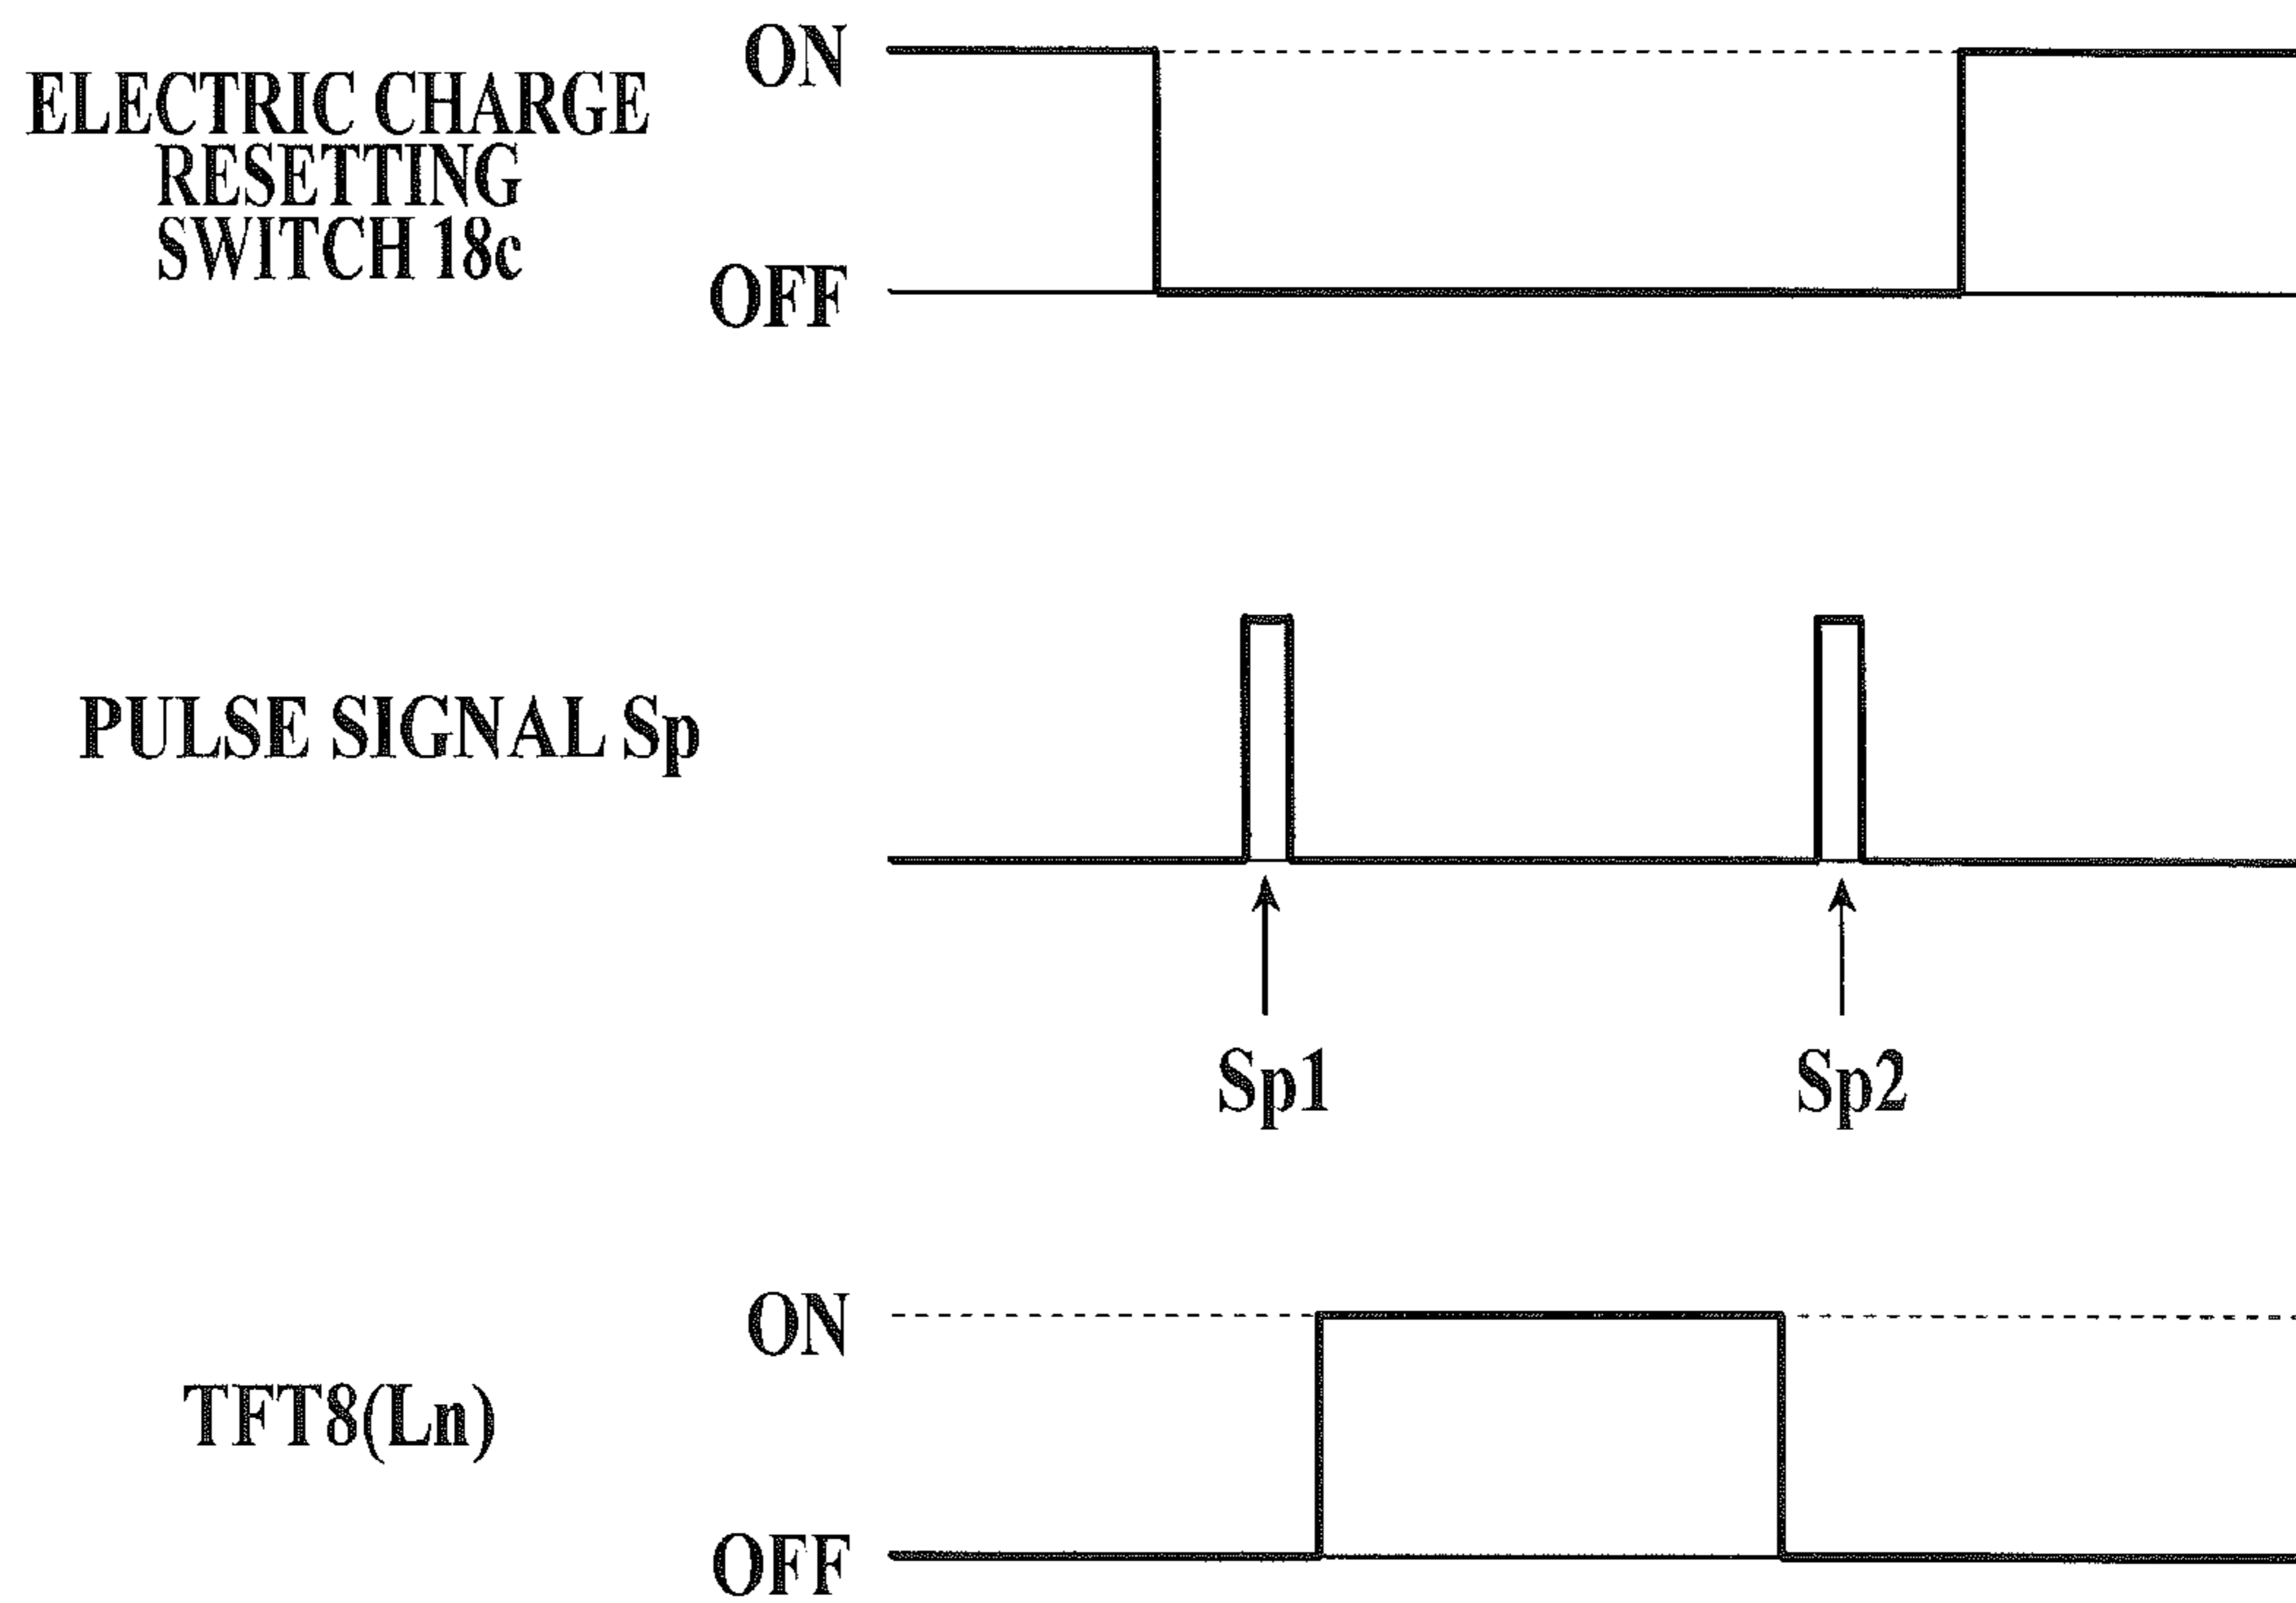 ON
ELECTRIC CHARGE
RESETTING
SWITCH 18c
OFF
PULSE SIGNAL Sp
Sp1
Sp2
ON
TFT8(Ln)
OFF